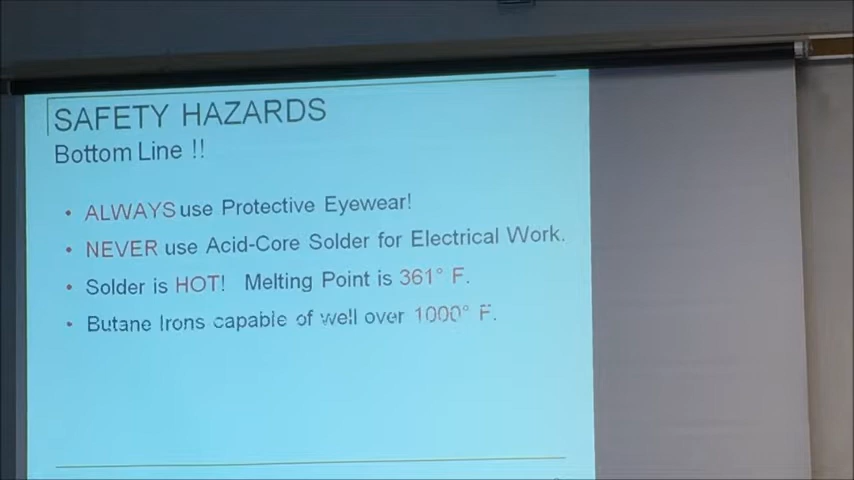 SAFETY HAZARDS
Bottom Line !!
• ALWAYS use Protective Eyewear!
• NEVER use Acid-Core Solder for Electrical Work.
• Solder is HOT! Melting Point is 361° F.
• Butane Irons capable of well over 1000° F.